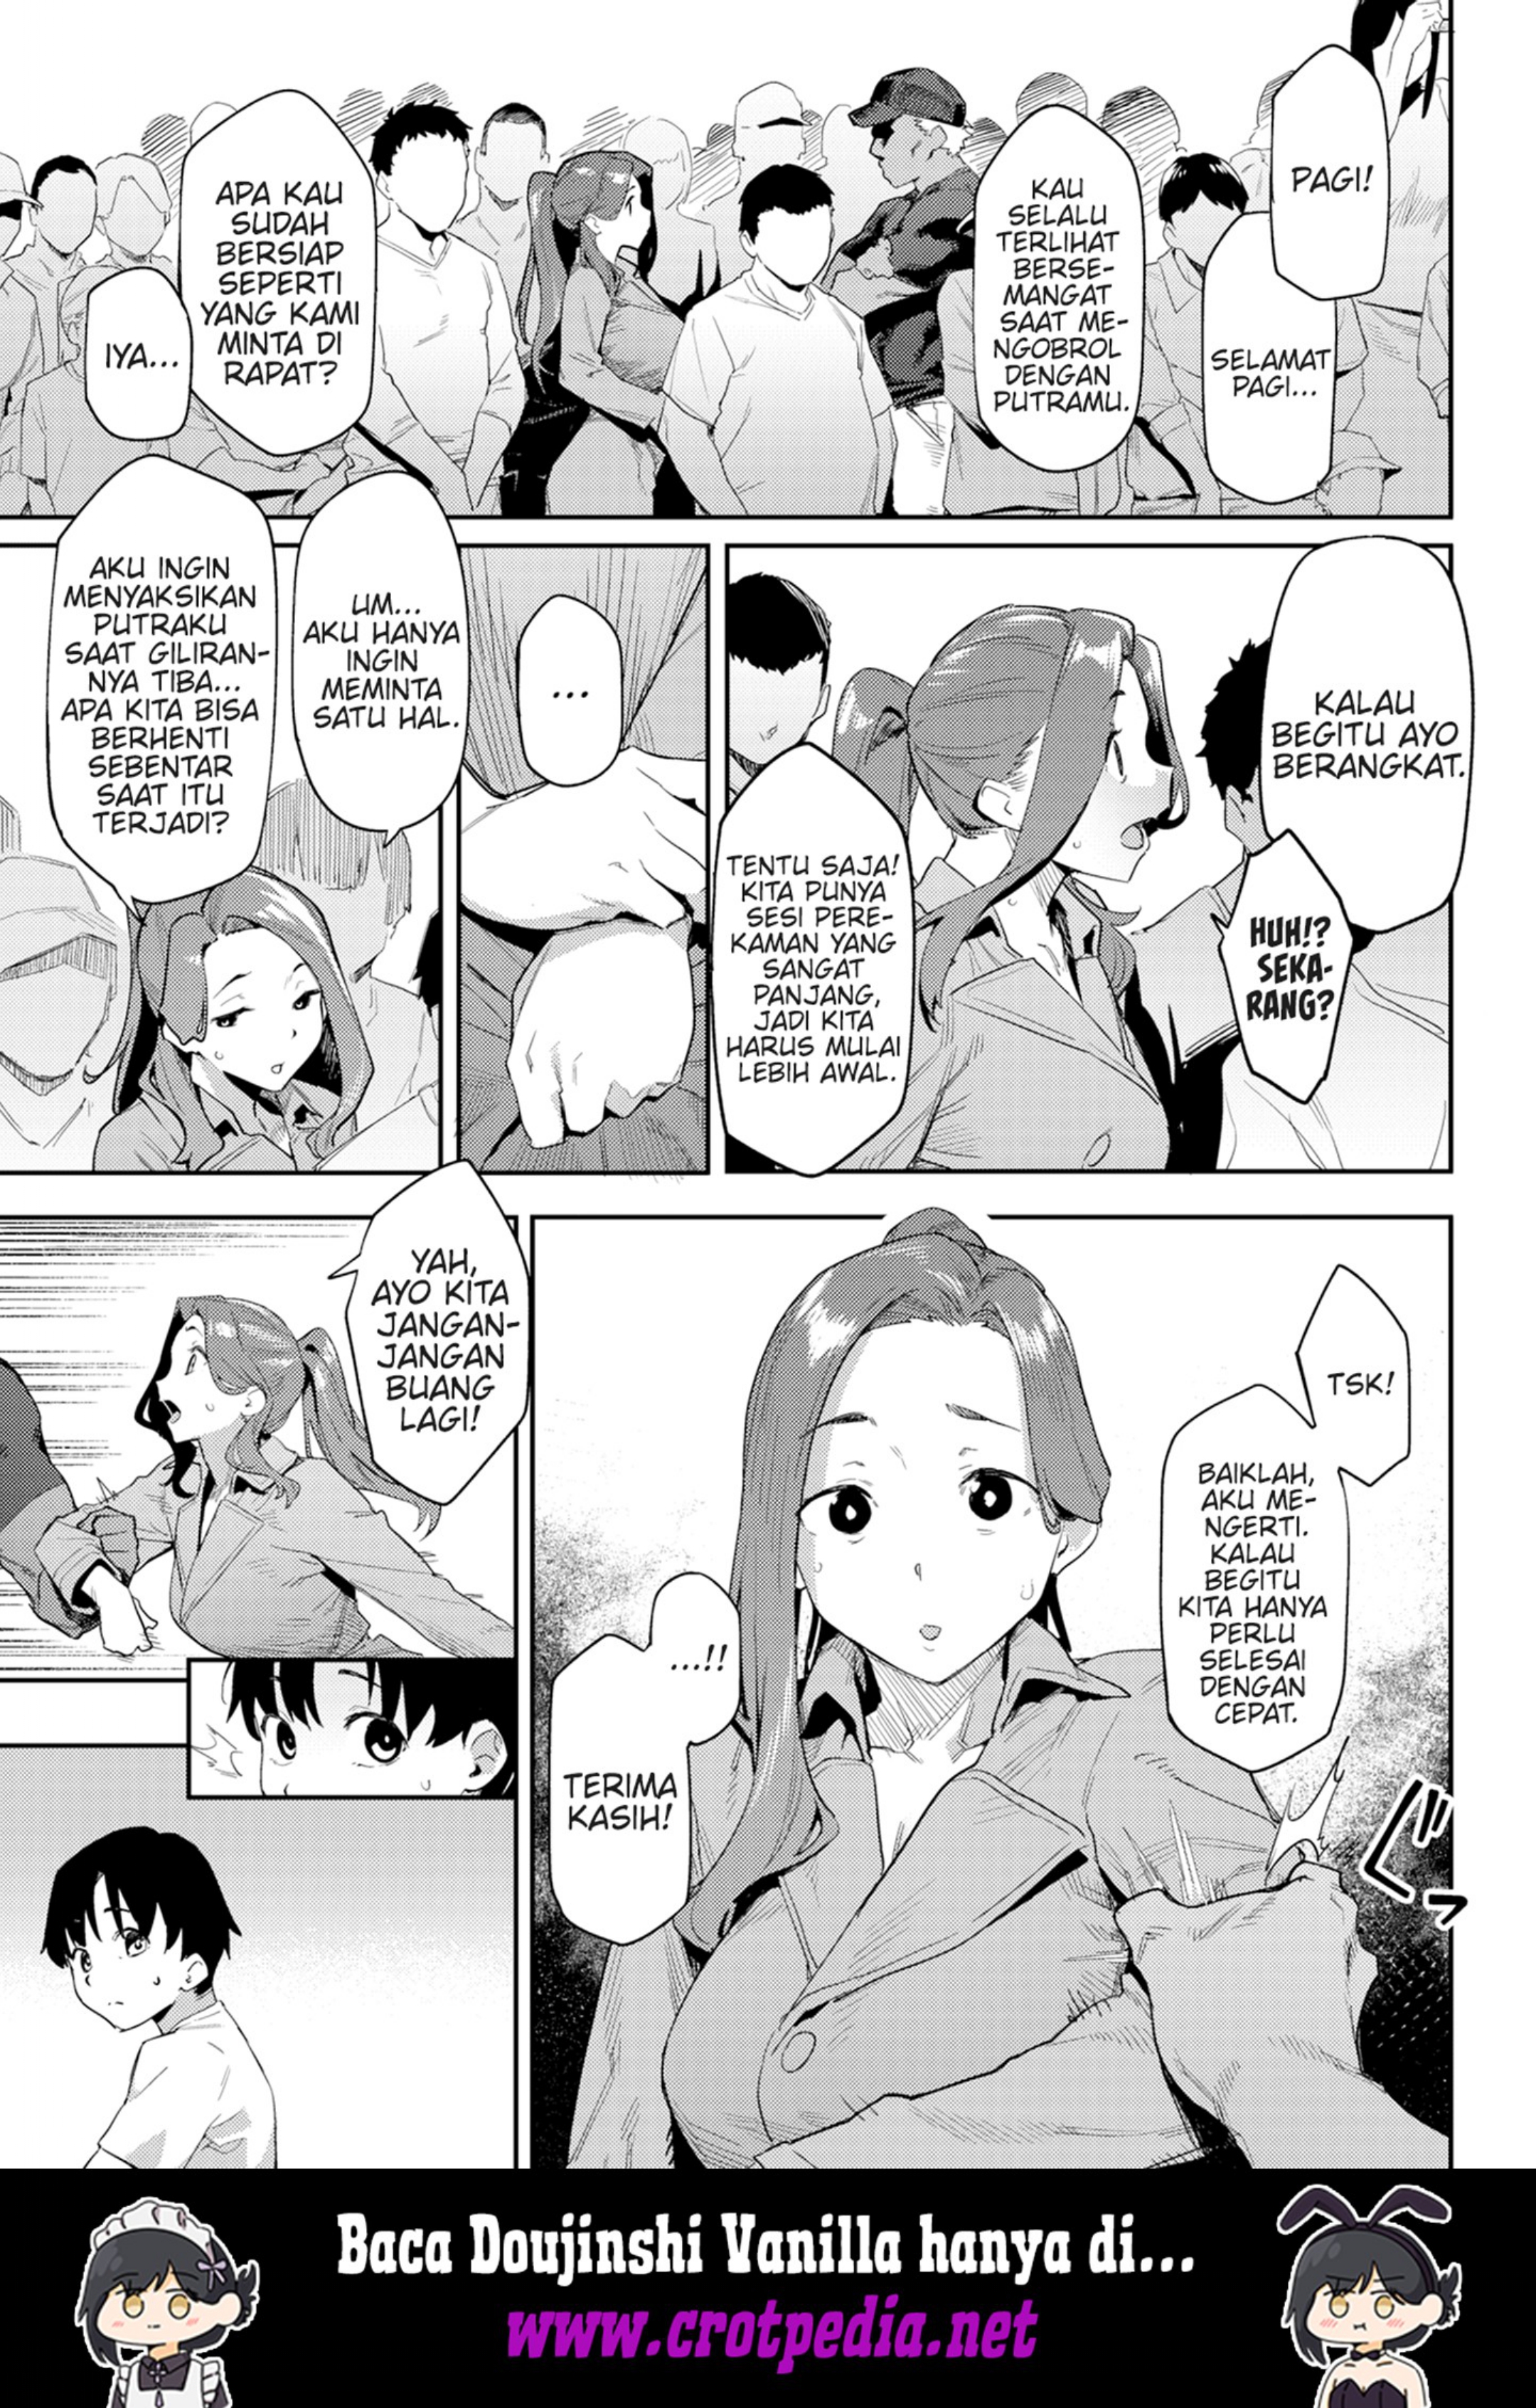 PAGI!
SELAMAT
PAGI...
KAU
SELALU
TERLIHAT
BERSE-
MANGAT
SAAT ME-
NGOBROL
DENGAN
PUTRAMU.
APA KAU
SUDAH
BERSIAP
SEPERTI
YANG KAMI
MINTA DI
RAPAT?
IYA...
KALAU
BEGITU AYO
BERANGKAT.
HUH!?
SEKA-
RANG?
TENTU SAJA!
KITA PUNYA
SESI PERE-
KAMAN YANG
SANGAT
PANJANG,
JADI KITA
HARUS MULAI
LEBIH AWAL.
...
UM...
AKU HANYA
INGIN
MEMINTA
SATU HAL.
AKU INGIN
MENYAKSIKAN
PUTRAKU
SAAT GILIRAN-
NYA TIBA...
APA KITA BISA
BERHENTI
SEBENTAR
SAAT ITU
TERJADI?
TSK!
BAIKLAH,
AKU ME-
NGERTI.
KALAU
BEGITU
KITA HANYA
PERLU
SELESAI
DENGAN
CEPAT.
...!!
TERIMA
KASIH!
YAH,
AYO KITA
JANGAN-
JANGAN
BUANG
LAGI!
Baca Doujinshi Vanilla hanya di...
www.crotpedia.net